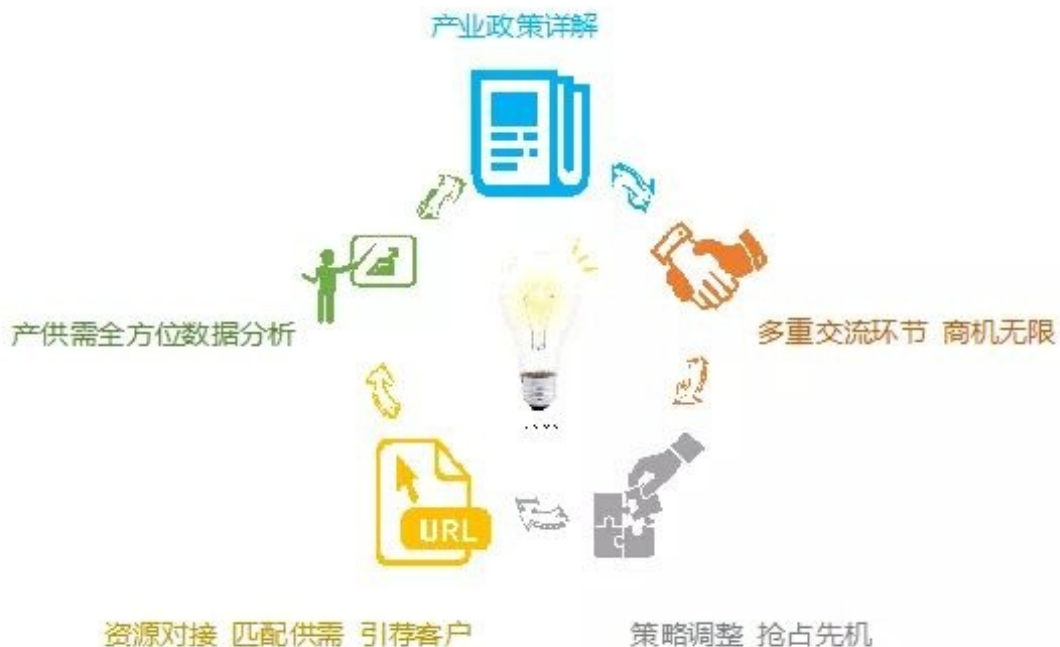 产业政策详解
产供需全方位数据分析
多重交流环节 商机无限
URL
资源对接 匹配供需 引荐客户
策略调整 抢占先机